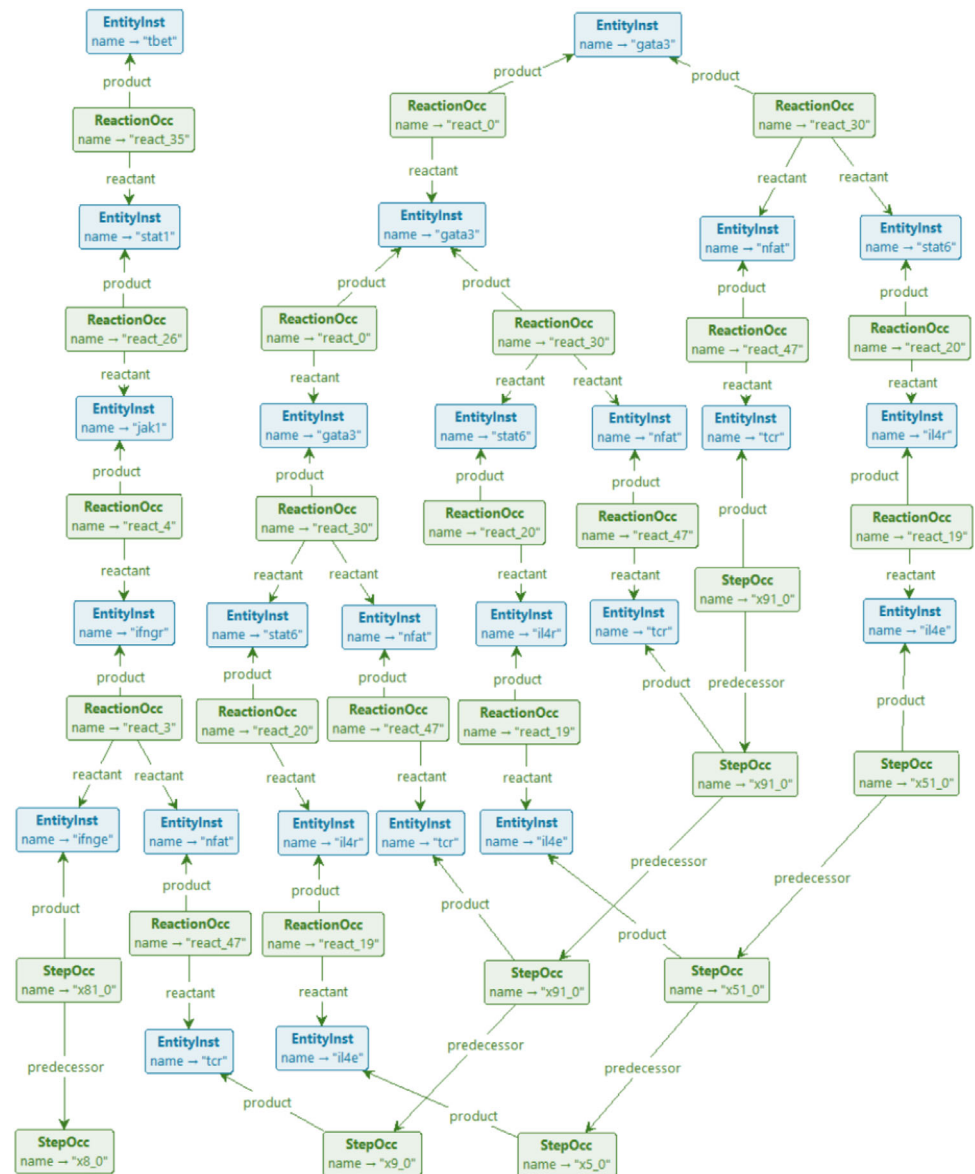 EntityInst
name → "tbet"
EntityInst
name → "gata3"
product
product
product
ReactionOcc
name → "react_35"
ReactionOcc
name → "react_0"
ReactionOcc
name → "react_30"
reactant
reactant
reactant
reactant
EntityInst
name → "stat1"
EntityInst
name → "gata3"
EntityInst
name → "nfat"
EntityInst
name → "stat6"
product
product
product
product
product
ReactionOcc
name → "react_26"
ReactionOcc
name → "react_0"
ReactionOcc
name → "react_30"
ReactionOcc
name → "react_47"
ReactionOcc
name → "react_20"
reactant
reactant
reactant
reactant
reactant
reactant
EntityInst
name → "jak1"
EntityInst
name → "gata3"
EntityInst
name → "stat6"
EntityInst
name → "nfat"
EntityInst
name → "tcr"
EntityInst
name → "il4r"
product
product
product
product
product
product
ReactionOcc
name → "react_4"
ReactionOcc
name → "react_30"
ReactionOcc
name → "react_20"
ReactionOcc
name → "react_47"
ReactionOcc
name → "react_19"
reactant
reactant
reactant
reactant
reactant
reactant
StepOcc
name → "x91_0"
EntityInst
name → "ifngr"
EntityInst
name → "stat6"
EntityInst
name → "nfat"
EntityInst
name → "il4r"
EntityInst
name → "tcr"
EntityInst
name → "il4e"
product
product
product
product
product
predecessor
product
ReactionOcc
name → "react_3"
ReactionOcc
name → "react_20"
ReactionOcc
name → "react_47"
ReactionOcc
name → "react_19"
StepOcc
name → "x91_0"
StepOcc
name → "x51_0"
reactant
reactant
reactant
reactant
reactant
EntityInst
name → "ifnge"
EntityInst
name → "nfat"
EntityInst
name → "il4r"
EntityInst
name → "tcr"
EntityInst
name → "il4e"
predecessor
predecessor
product
product
product
product
product
ReactionOcc
name → "react_47"
ReactionOcc
name → "react_19"
StepOcc
name → "x81_0"
StepOcc
name → "x91_0"
StepOcc
name → "x51_0"
reactant
reactant
EntityInst
name → "tcr"
EntityInst
name → "il4e"
predecessor
predecessor
predecessor
product
product
StepOcc
name → "x8_0"
StepOcc
name → "x9_0"
StepOcc
name → "x5_0"